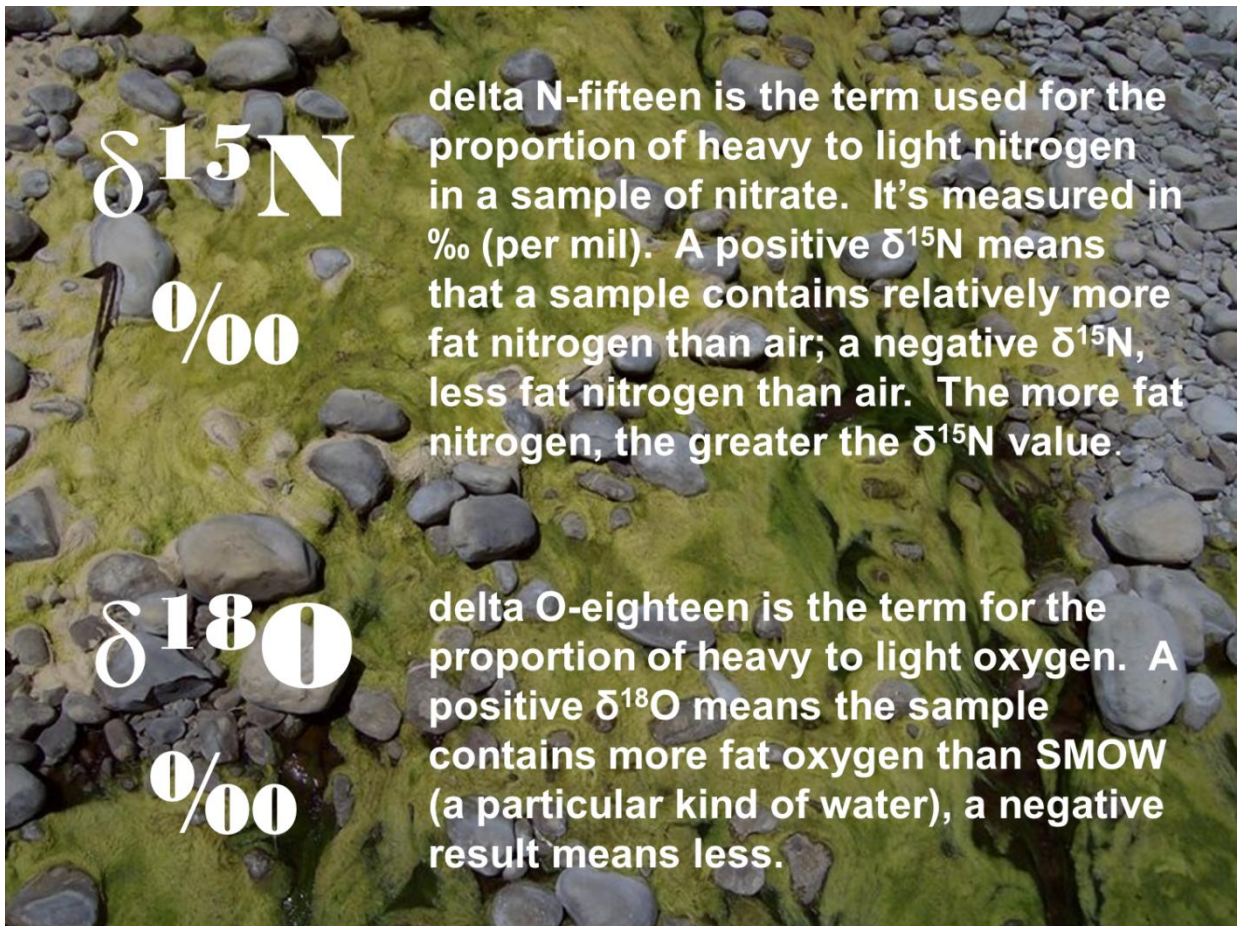 δ¹⁵N
‰
delta N-fifteen is the term used for the
proportion of heavy to light nitrogen
in a sample of nitrate.  It’s measured in
‰ (per mil).  A positive δ¹⁵N means
that a sample contains relatively more
fat nitrogen than air; a negative δ¹⁵N,
less fat nitrogen than air.  The more fat
nitrogen, the greater the δ¹⁵N value.
δ¹⁸O
‰
delta O-eighteen is the term for the
proportion of heavy to light oxygen.  A
positive δ¹⁸O means the sample
contains more fat oxygen than SMOW
(a particular kind of water), a negative
result means less.